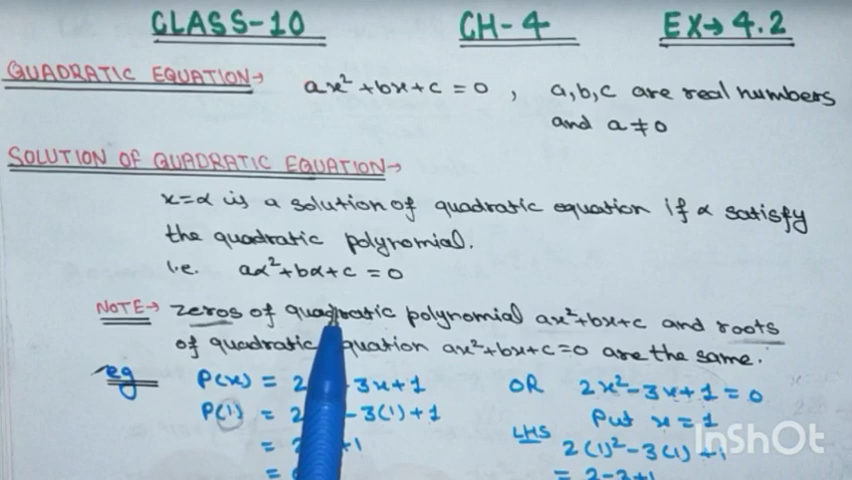 CLASS-10 CH-4 EX→4.2
QUADRATIC EQUATION→ ax²+bx+c=0, a,b,c are real numbers
and a≠0
SOLUTION OF QUADRATIC EQUATION→
x=α is a solution of quadratic equation if α satisfy
the quadratic polynomial.
i.e. aα²+bα+c=0
NOTE→ zeros of quadratic polynomial ax²+bx+c and roots
of quadratic equation ax²+bx+c=0 are the same.
eg P(x) = 2 3x+1 OR 2x²-3x+1=0
P(1) = 2 -3(1)+1 Put x=1
= 2 +1 LHS 2(1)²-3(1)+1
= = 2-3+1
InShOt